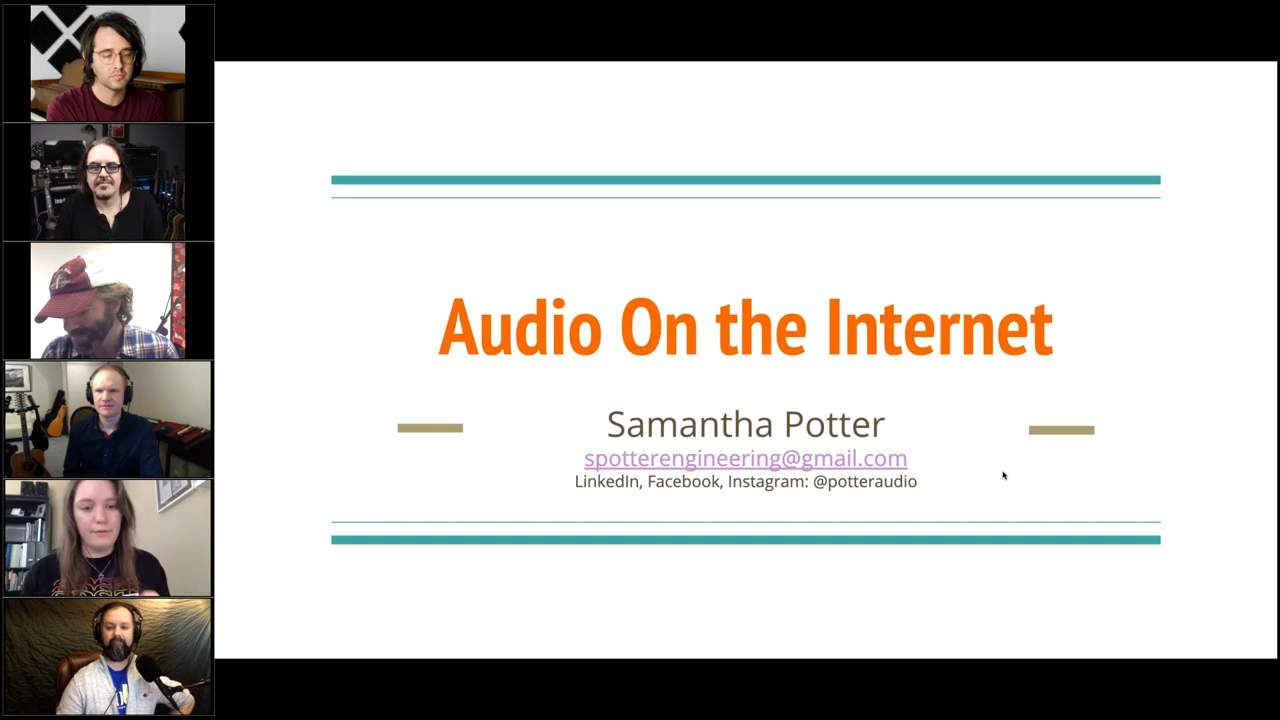 Audio On the Internet
Samantha Potter
spotterengineering@gmail.com
LinkedIn, Facebook, Instagram: @potteraudio